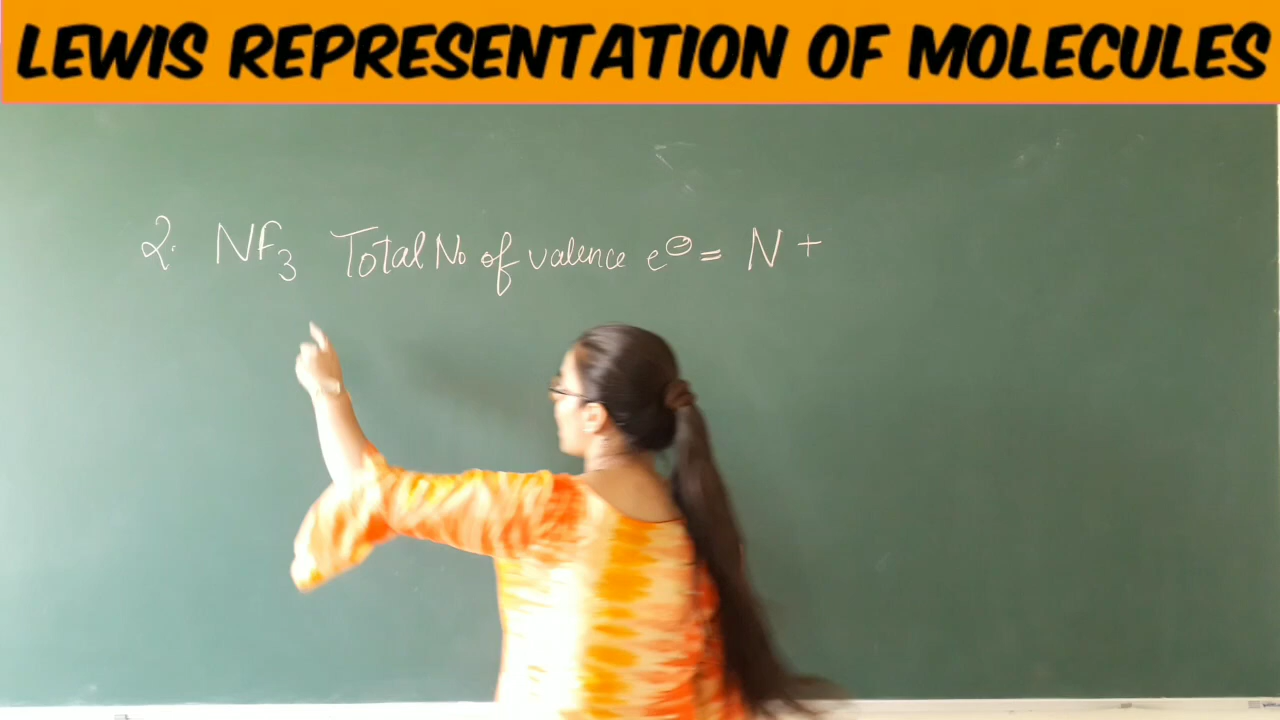 LEWIS REPRESENTATION OF MOLECULES
2. NF3 Total No of valence e⊖ = N +